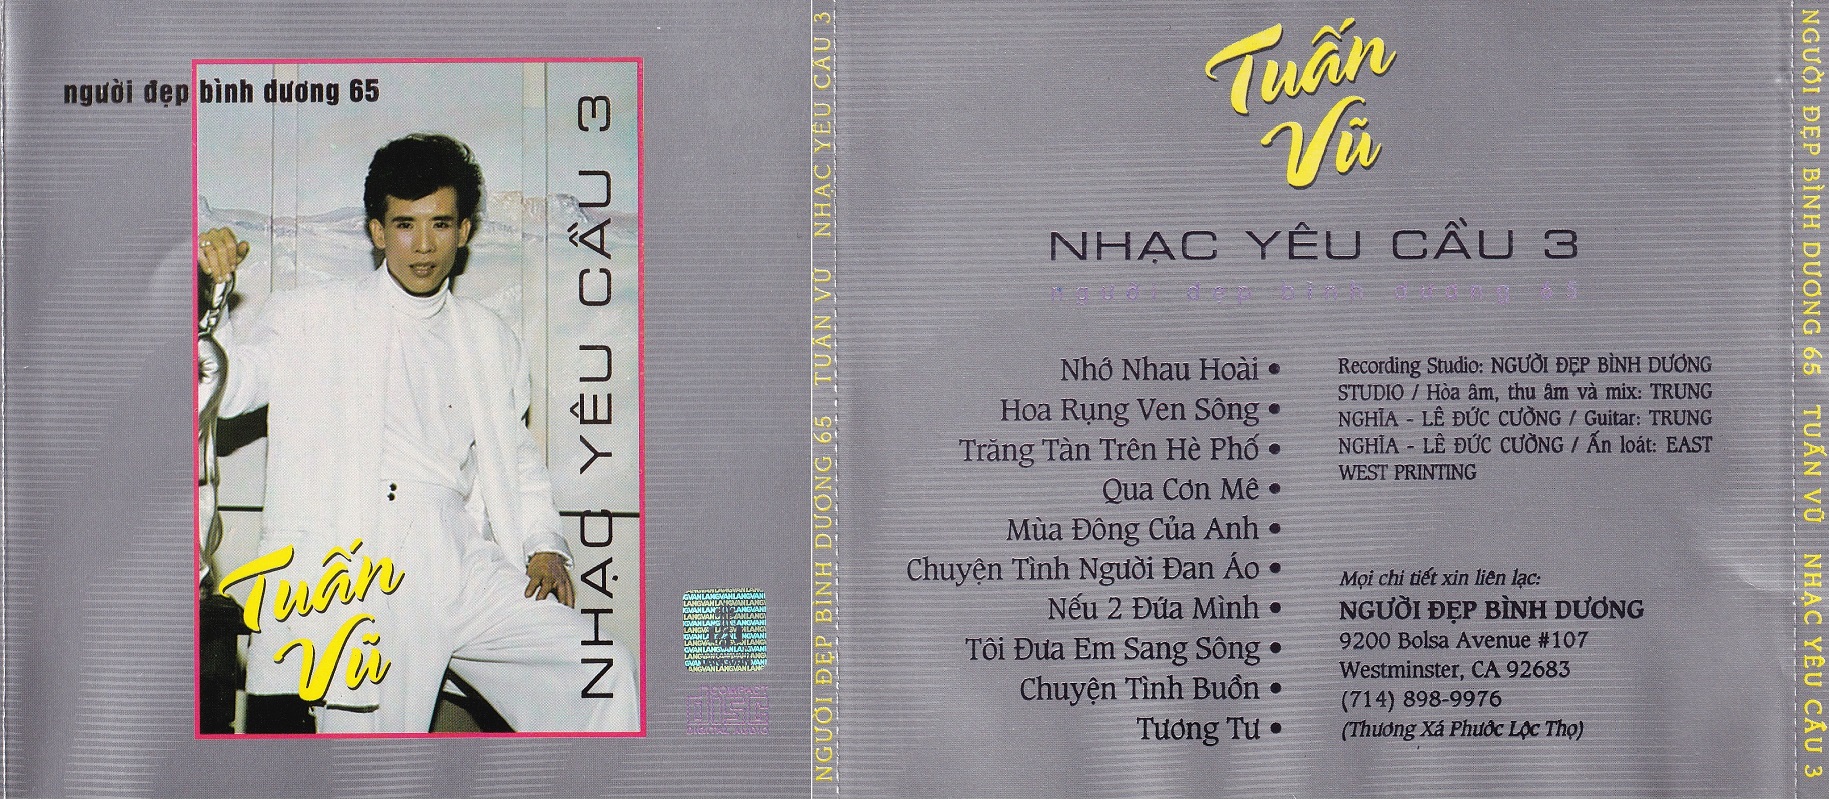 người đẹp bình dương 65
NHẠC YÊU CẦU 3
Tuấn
Vũ
COMPACT
disc
DIGITAL AUDIO
NGƯỜI ĐẸP BÌNH DƯƠNG 65 TUẤN VŨ NHẠC YÊU CẦU 3
Tuấn
Vũ
NHẠC YÊU CẦU 3
người đẹp bình dương 65
Nhớ Nhau Hoài •
Hoa Rụng Ven Sông •
Trăng Tàn Trên Hè Phố •
Qua Cơn Mê •
Mùa Đông Của Anh •
Chuyện Tình Người Đan Áo •
Nếu 2 Đứa Mình •
Tôi Đưa Em Sang Sông •
Chuyện Tình Buồn •
Tương Tư •
Recording Studio: NGƯỜI ĐẸP BÌNH DƯƠNG
STUDIO / Hòa âm, thu âm và mix: TRUNG
NGHĨA - LÊ ĐỨC CƯỜNG / Guitar: TRUNG
NGHĨA - LÊ ĐỨC CƯỜNG / Ấn loát: EAST
WEST PRINTING
Mọi chi tiết xin liên lạc:
NGƯỜI ĐẸP BÌNH DƯƠNG
9200 Bolsa Avenue #107
Westminster, CA 92683
(714) 898-9976
(Thương Xá Phước Lộc Thọ)
NGƯỜI ĐẸP BÌNH DƯƠNG 65 TUẤN VŨ NHẠC YÊU CẦU 3